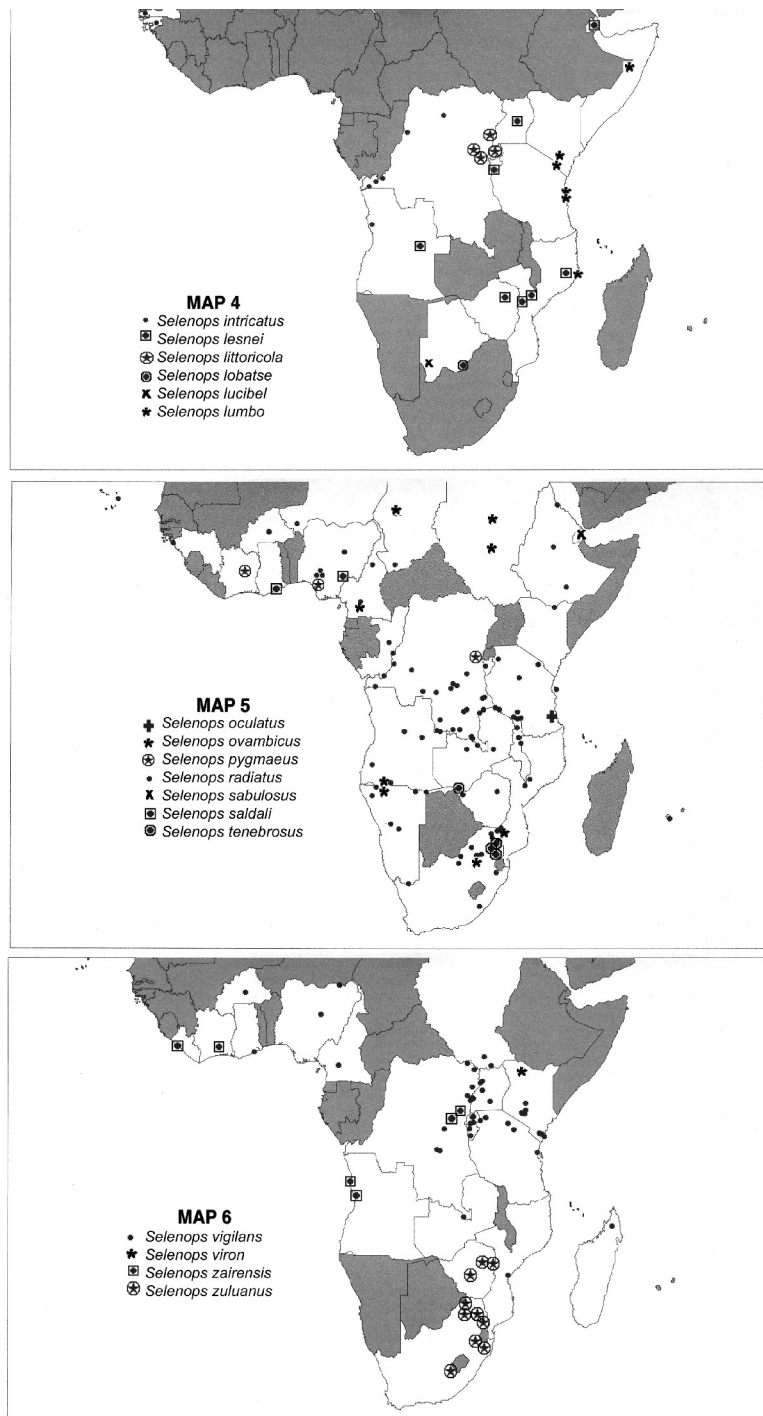 MAP 4
Selenops intricatus
Selenops lesnei
Selenops littoricola
Selenops lobatse
Selenops lucibel
Selenops lumbo
MAP 5
Selenops oculatus
Selenops ovambicus
Selenops pygmaeus
Selenops radiatus
Selenops sabulosus
Selenops saldali
Selenops tenebrosus
MAP 6
Selenops vigilans
Selenops viron
Selenops zairensis
Selenops zuluanus